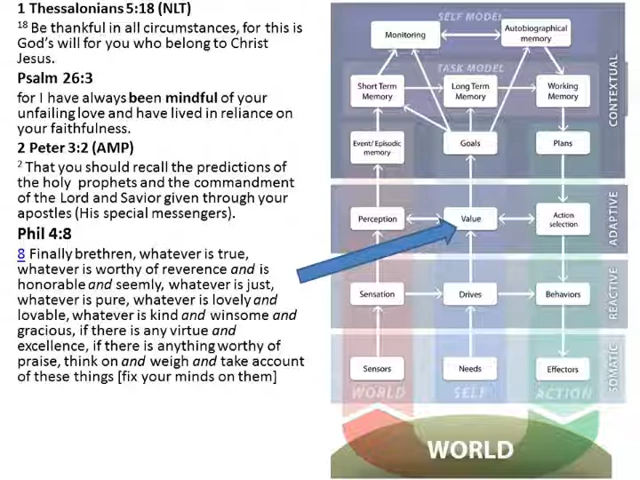 1 Thessalonians 5:18 (NLT)
18 Be thankful in all circumstances, for this is
God's will for you who belong to Christ
Jesus.
Psalm 26:3
for I have always been mindful of your
unfailing love and have lived in reliance on
your faithfulness.
2 Peter 3:2 (AMP)
2 That you should recall the predictions of
the holy prophets and the commandment
of the Lord and Savior given through your
apostles (His special messengers).
Phil 4:8
8 Finally brethren, whatever is true,
whatever is worthy of reverence and is
honorable and seemly, whatever is just,
whatever is pure, whatever is lovely and
lovable, whatever is kind and winsome and
gracious, if there is any virtue and
excellence, if there is anything worthy of
praise, think on and weigh and take account
of these things [fix your minds on them]
SELF MODEL
Monitoring
Autobiographical
memory
TASK MODEL
Short Term
Memory
Long Term
Memory
Working
Memory
Event/ Episodic
memory
Goals
Plans
CONTEXTUAL
Perception
Value
Action
selection
ADAPTIVE
Sensation
Drives
Behaviors
REACTIVE
Sensors
Needs
Effectors
SOMATIC
WORLD
SELF
ACTION
WORLD